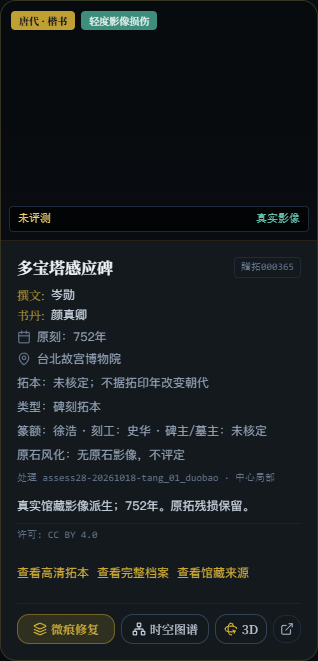 唐代 · 楷书 轻度影像损伤
未评测 真实影像
多宝塔感应碑 贈拓000365
撰文: 岑勋
书丹: 颜真卿
原刻: 752年
台北故宫博物院
拓本: 未核定; 不据拓印年改变朝代
类型: 碑刻拓本
篆额: 徐浩 · 刻工: 史华 · 碑主/墓主: 未核定
原石风化: 无原石影像, 不评定
处理 assess28-20261018-tang_01_duobao · 中心局部
真实馆藏影像派生; 752年。原拓残损保留。
许可: CC BY 4.0
查看高清拓本 查看完整档案 查看馆藏来源
微痕修复 时空图谱 3D